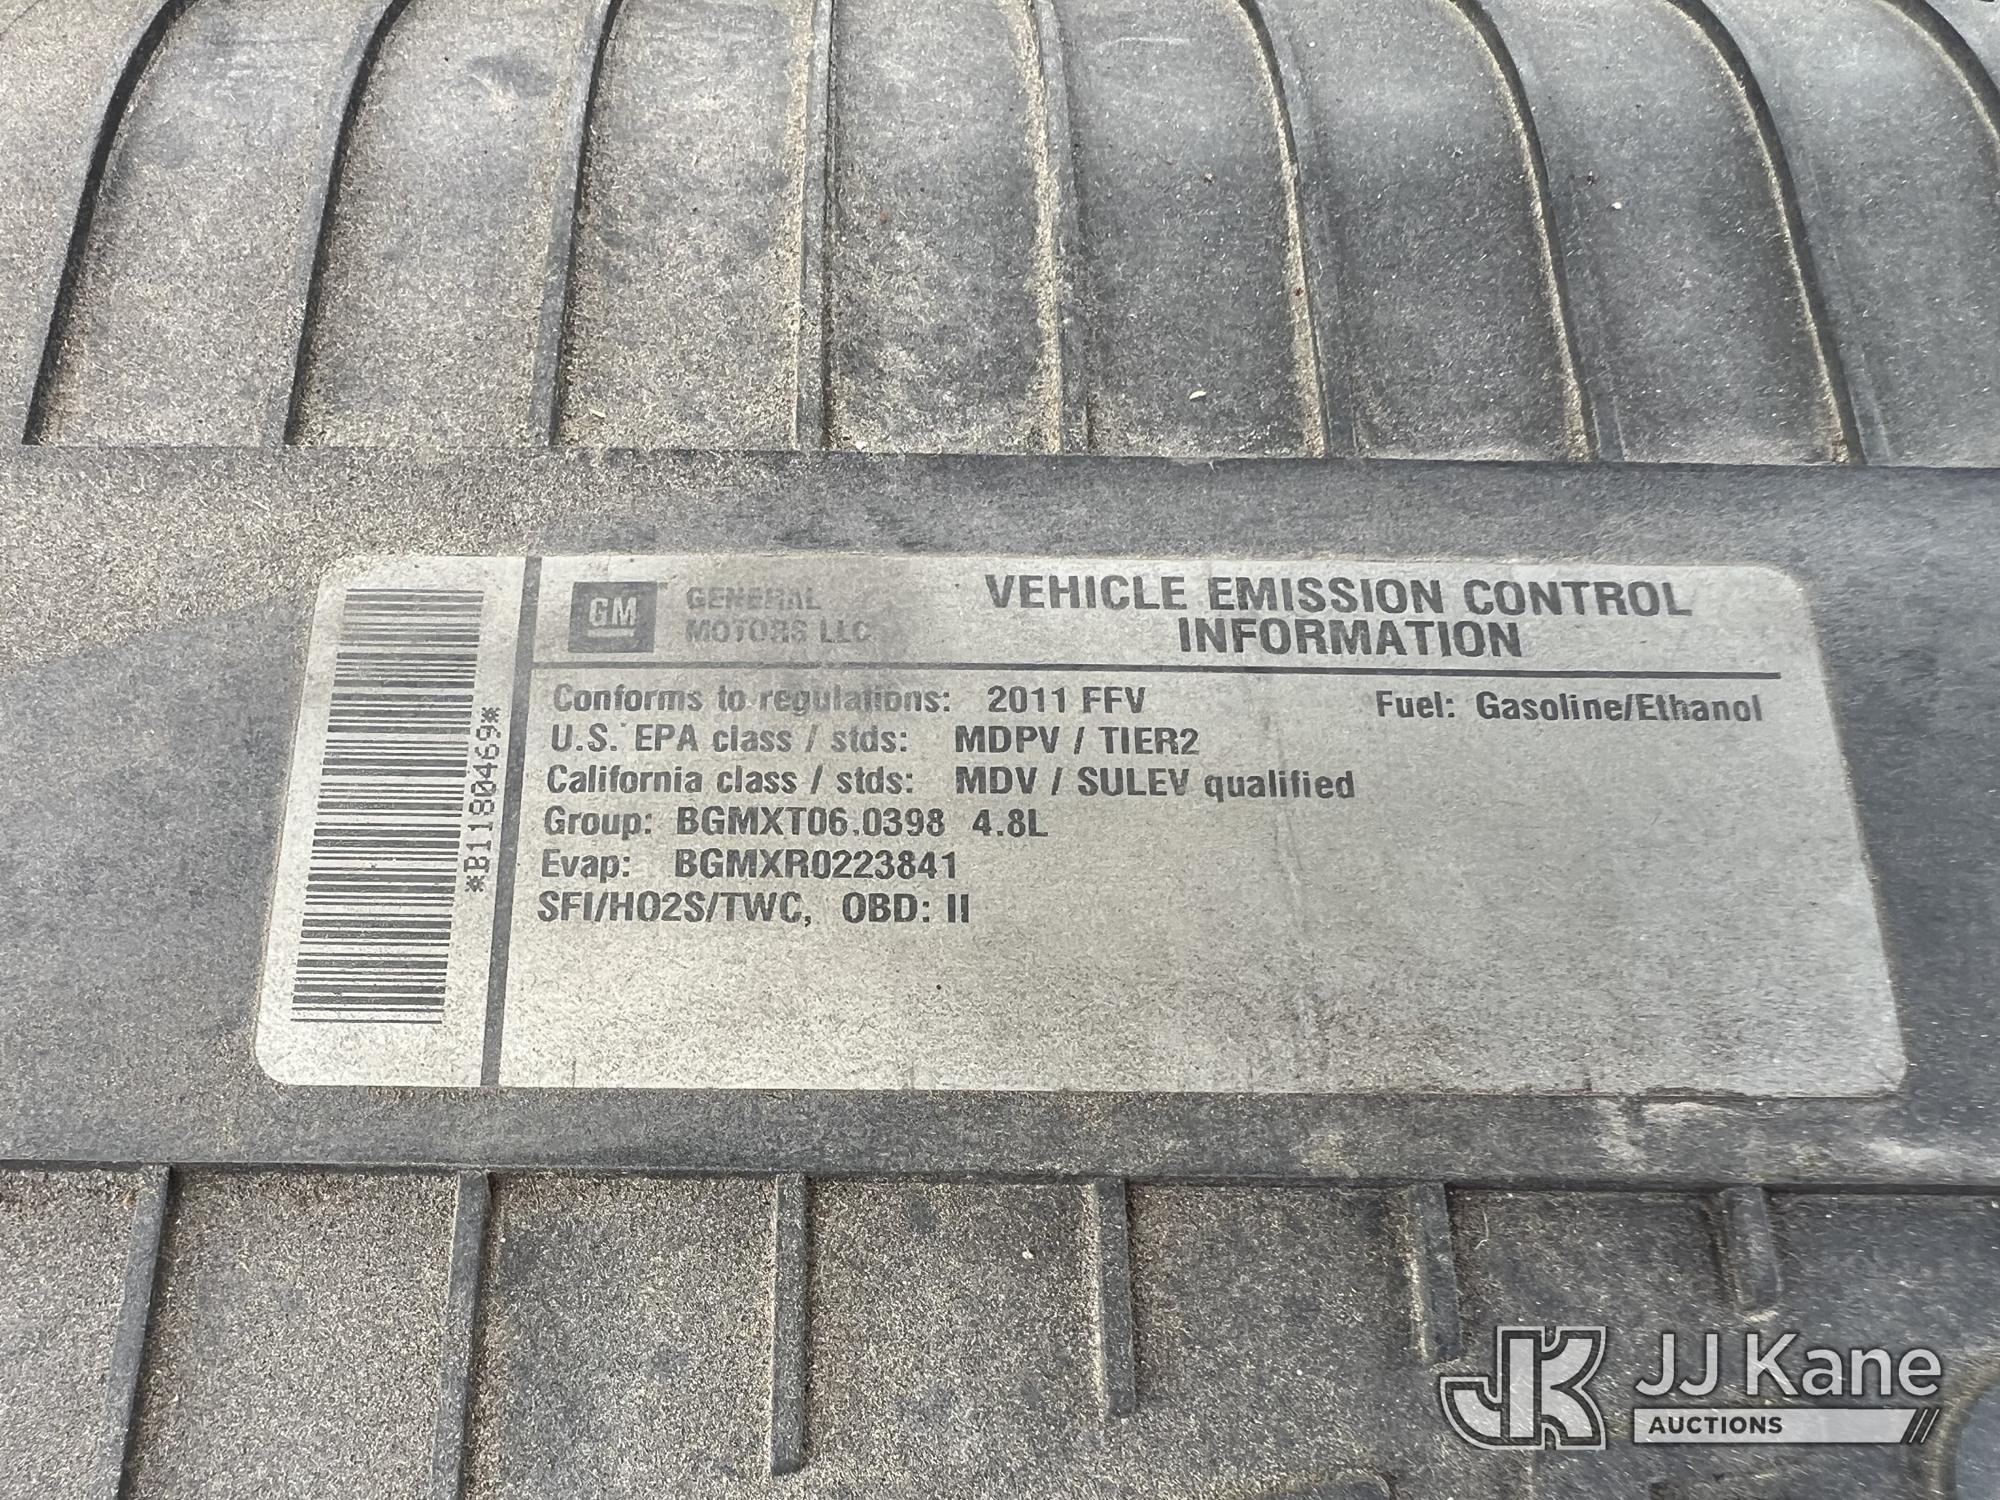 *B1180469*
GM GENERAL MOTORS LLC
VEHICLE EMISSION CONTROL
INFORMATION
Conforms to regulations: 2011 FFV Fuel: Gasoline/Ethanol
U.S. EPA class / stds: MDPV / TIER2
California class / stds: MDV / SULEV qualified
Group: BGMXT06.0398 4.8L
Evap: BGMXR0223841
SFI/HO2S/TWC, OBD: II
JK JJ Kane
AUCTIONS